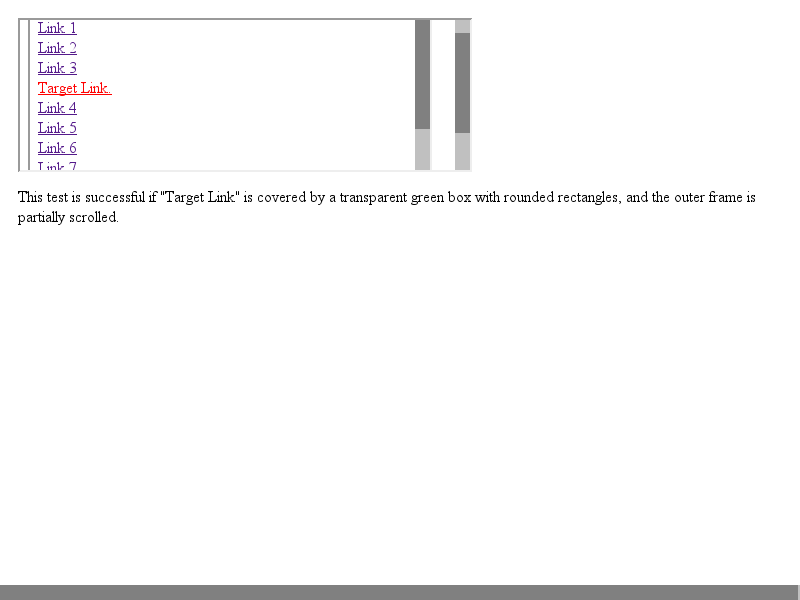 Link 1
Link 2
Link 3
Target Link.
Link 4
Link 5
Link 6
Link 7
This test is successful if "Target Link" is covered by a transparent green box with rounded rectangles, and the outer frame is
partially scrolled.